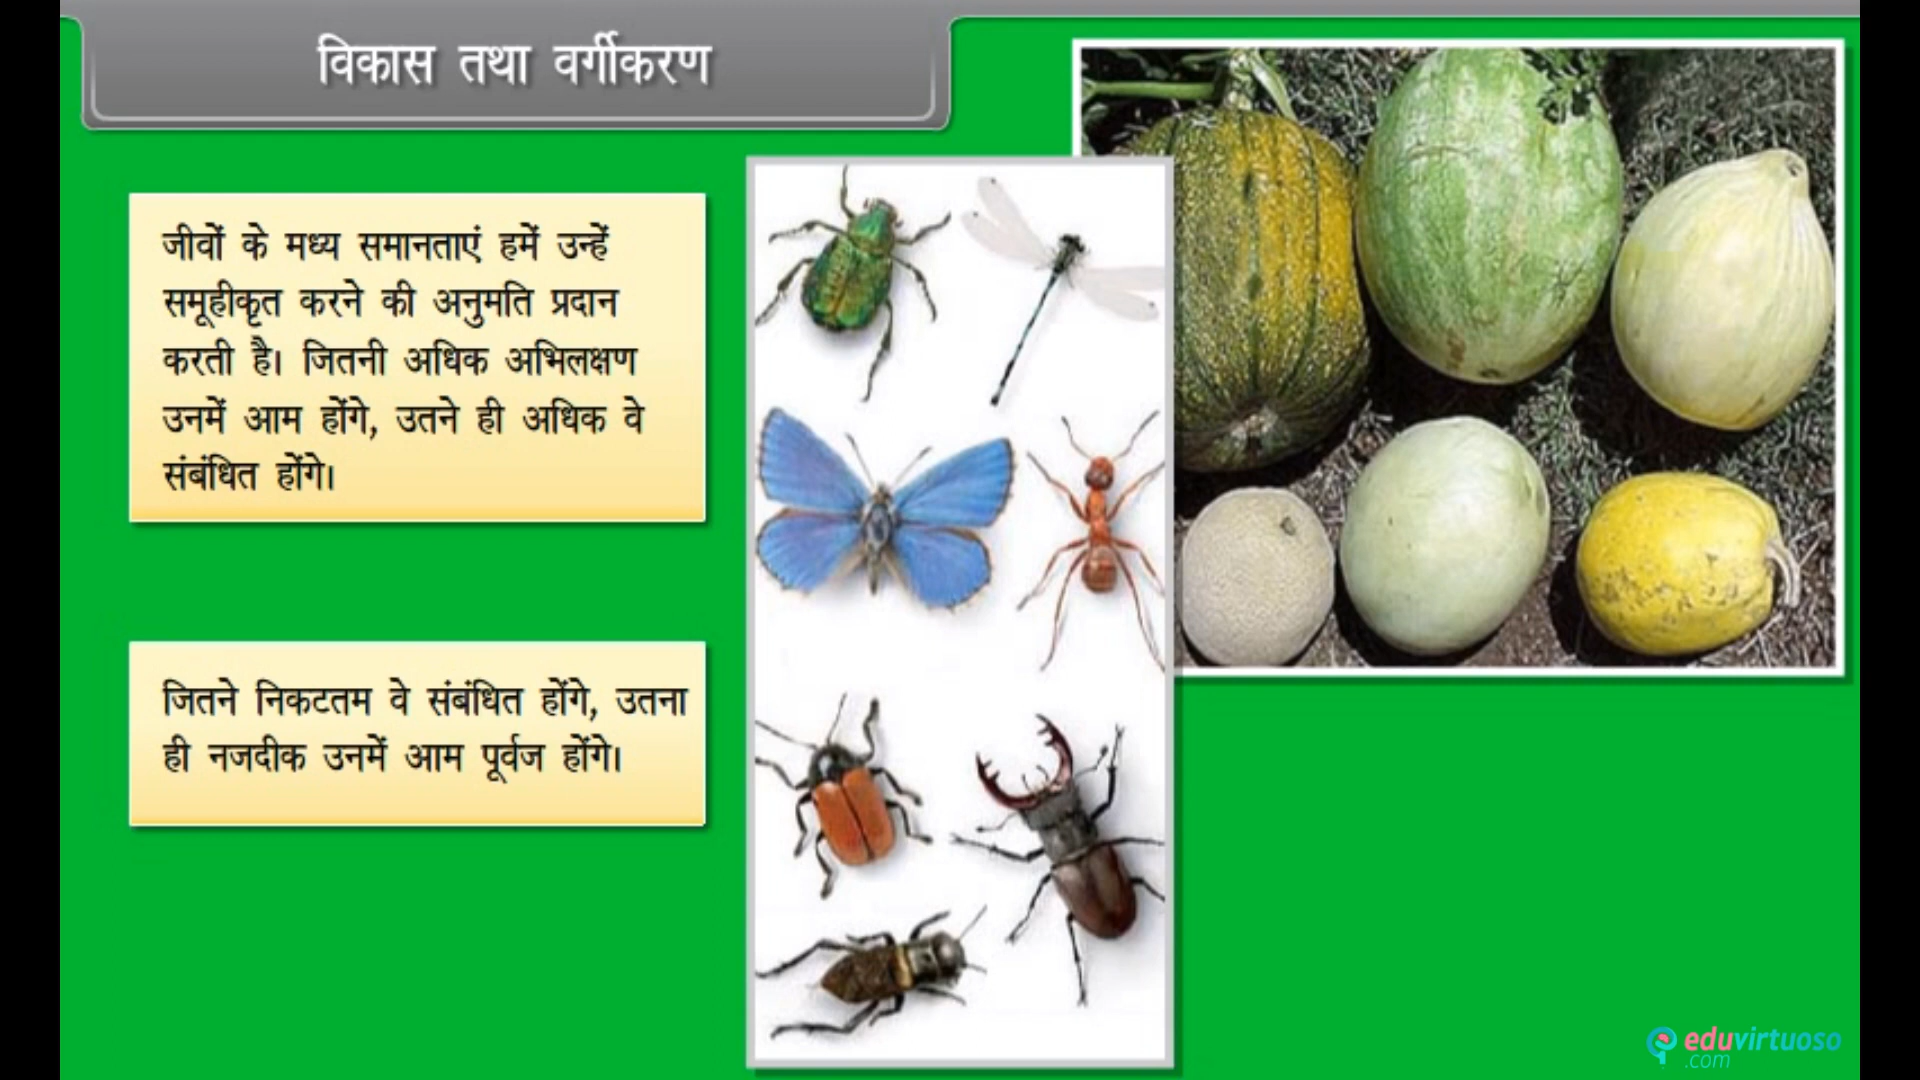 विकास तथा वर्गीकरण
जीवों के मध्य समानताएं हमें उन्हें
समूहीकृत करने की अनुमति प्रदान
करती है। जितनी अधिक अभिलक्षण
उनमें आम होंगे, उतने ही अधिक वे
संबंधित होंगे।
जितने निकटतम वे संबंधित होंगे, उतना
ही नजदीक उनमें आम पूर्वज होंगे।
eduvirtuoso
.com